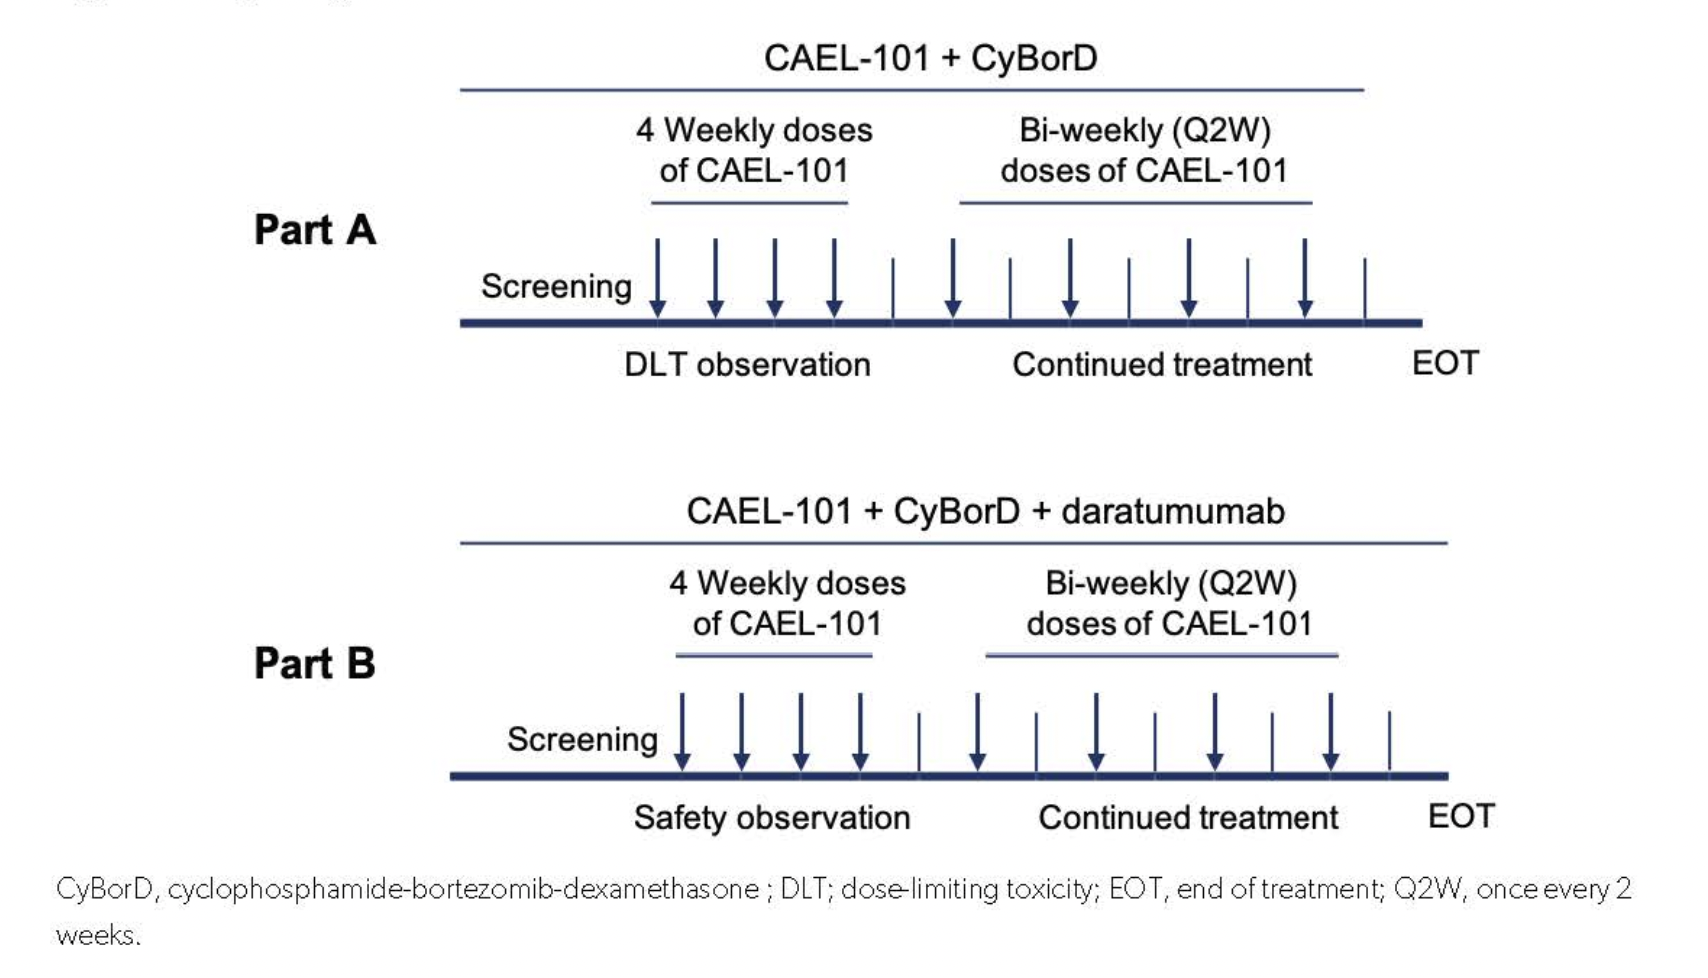 CAEL-101 + CyBorD
4 Weekly doses
of CAEL-101
Bi-weekly (Q2W)
doses of CAEL-101
Part A
Screening
DLT observation
Continued treatment
EOT
CAEL-101 + CyBorD + daratumumab
4 Weekly doses
of CAEL-101
Bi-weekly (Q2W)
doses of CAEL-101
Part B
Screening
Safety observation
Continued treatment
EOT
CyBorD, cyclophosphamide-bortezomib-dexamethasone ; DLT; dose-limiting toxicity; EOT, end of treatment; Q2W, once every 2
weeks.